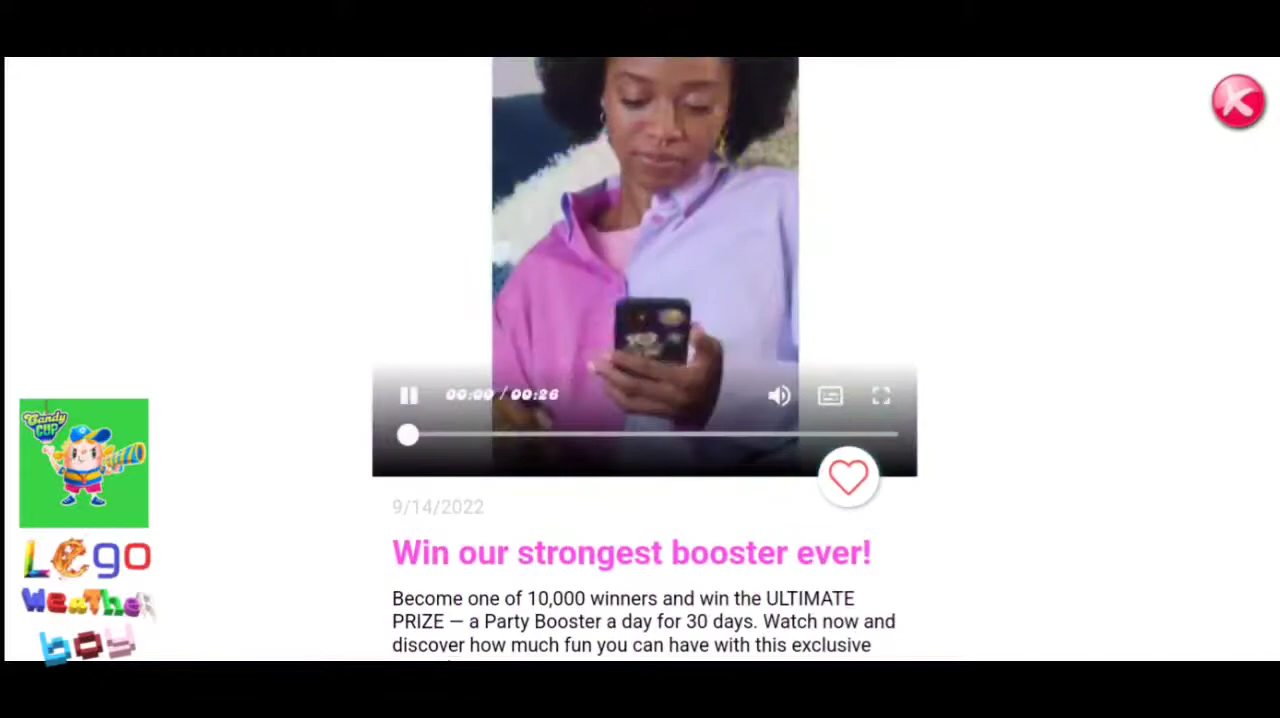 00:00 / 00:26
9/14/2022
Win our strongest booster ever!
Become one of 10,000 winners and win the ULTIMATE
PRIZE — a Party Booster a day for 30 days. Watch now and
discover how much fun you can have with this exclusive
Candy
CUP
Lego
Weather
boy